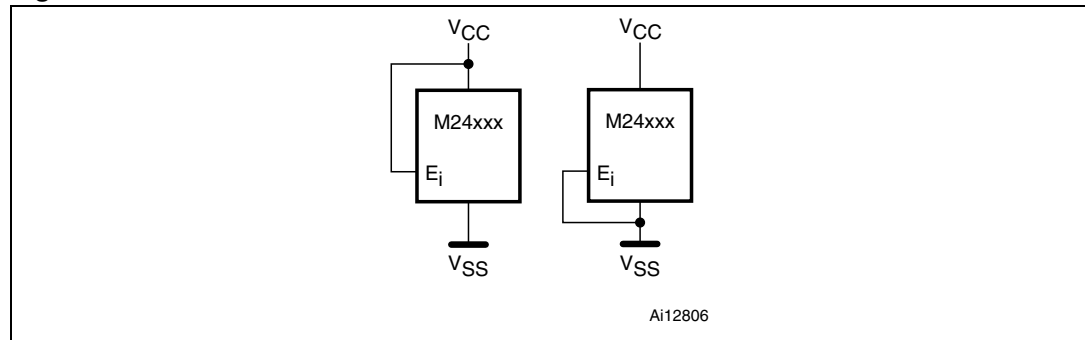 VCC VCC
M24xxx M24xxx
Ei Ei
VSS VSS
Ai12806